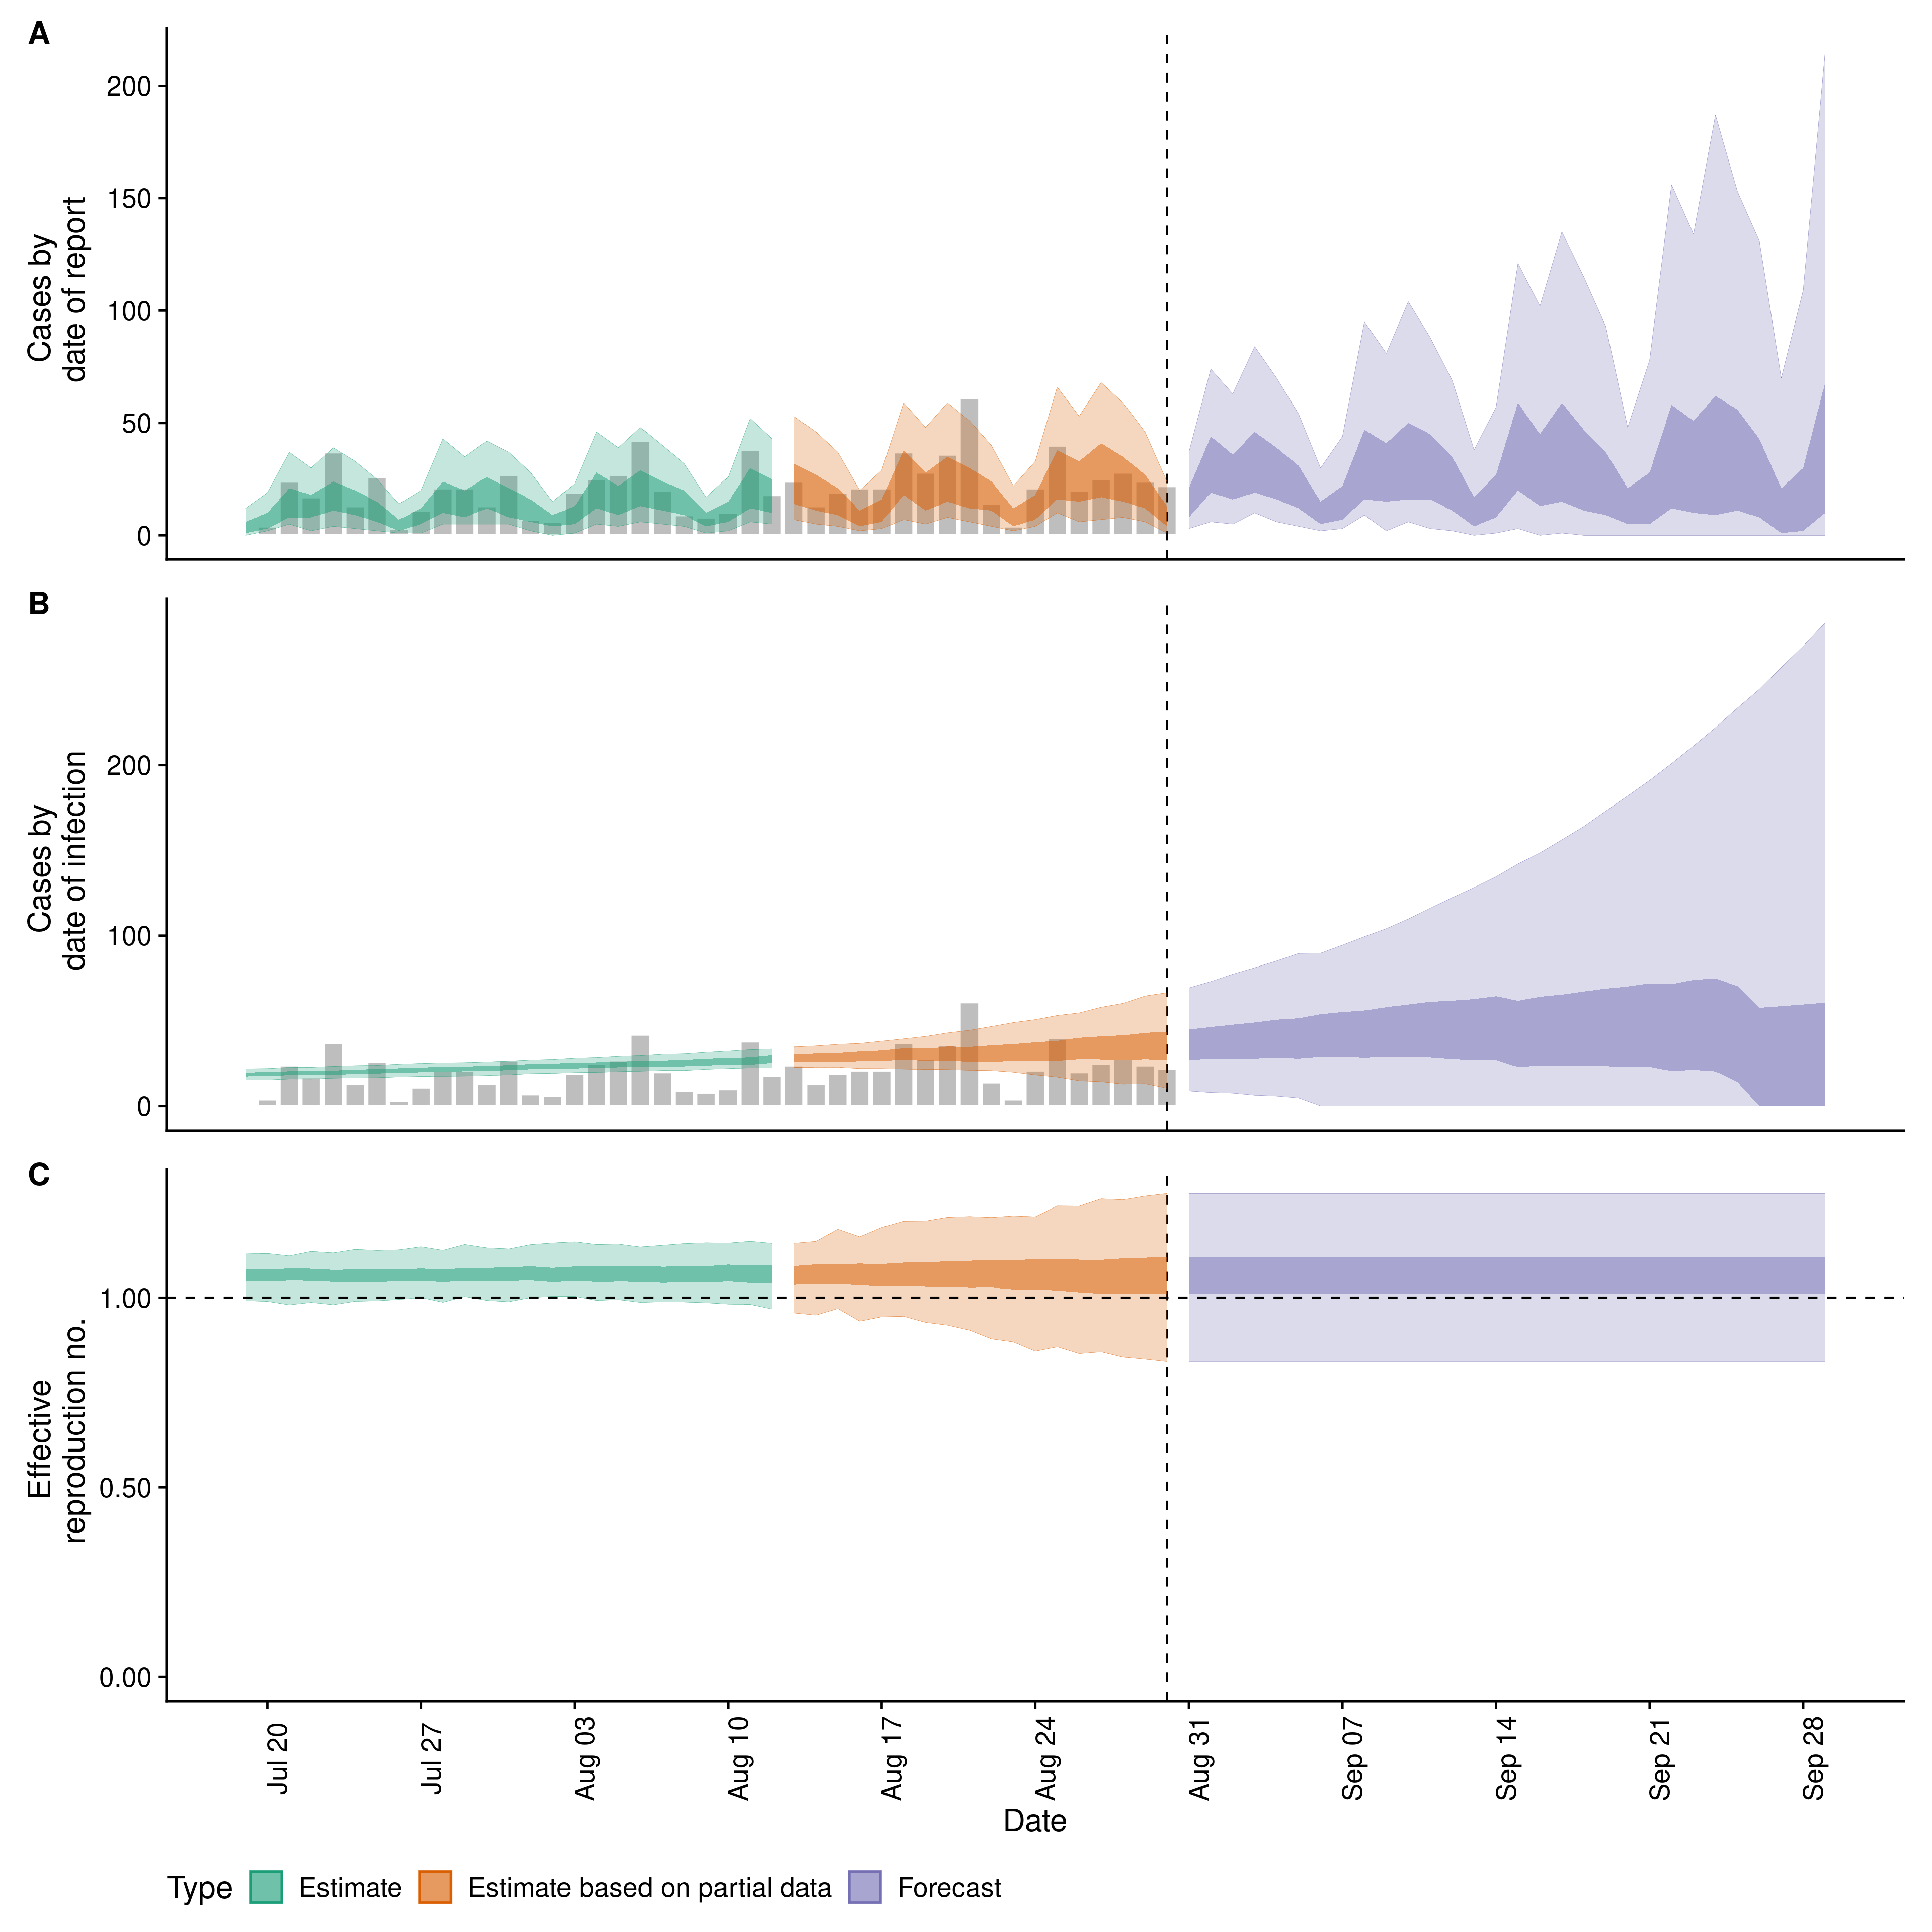 A
200
150
100
50
0
Cases by
date of report
B
200
100
0
Cases by
date of infection
C
1.00
0.50
0.00
Effective
reproduction no.
Jul 20
Jul 27
Aug 03
Aug 10
Aug 17
Aug 24
Aug 31
Sep 07
Sep 14
Sep 21
Sep 28
Date
Type Estimate Estimate based on partial data Forecast